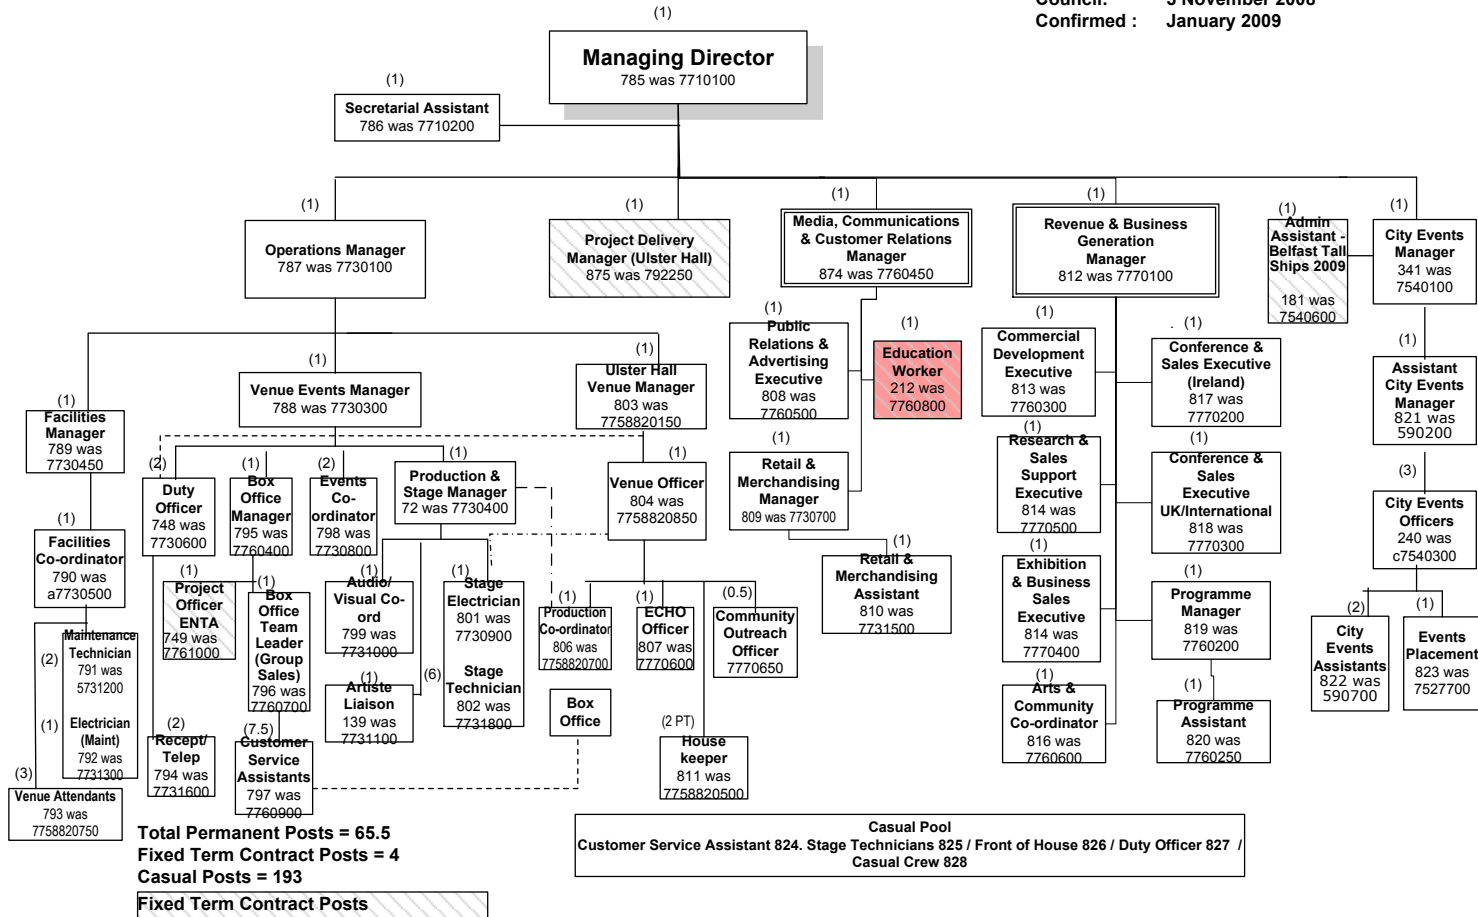 Council: 5 November 2008
Confirmed : January 2009
(1)
Managing Director
785 was 7710100
(1)
Secretarial Assistant
786 was 7710200
(1)
Operations Manager
787 was 7730100
(1)
Project Delivery
Manager (Ulster Hall)
875 was 792250
(1)
Media, Communications
& Customer Relations
Manager
874 was 7760450
(1)
Revenue & Business
Generation
Manager
812 was 7770100
(1)
Admin
Assistant -
Belfast Tall
Ships 2009
181 was
7540600
(1)
City Events
Manager
341 was
7540100
(1)
Facilities
Manager
789 was
7730450
(1)
Venue Events Manager
788 was 7730300
(1)
Ulster Hall
Venue Manager
803 was
7758820150
(1)
Public
Relations &
Advertising
Executive
808 was
7760500
(1)
Education
Worker
212 was
7760800
(1)
Commercial
Development
Executive
813 was
7760300
(1)
Conference &
Sales Executive
(Ireland)
817 was
7770200
(1)
Assistant
City Events
Manager
821 was
590200
(1)
Facilities
Co-ordinator
790 was
a7730500
(2)
Duty
Officer
748 was
7730600
(1)
Box
Office
Manager
795 was
7760400
(2)
Events
Co-
ordinator
798 was
7730800
(1)
Production &
Stage Manager
72 was 7730400
(1)
Venue Officer
804 was
7758820850
(1)
Retail &
Merchandising
Manager
809 was 7730700
(1)
Research &
Sales
Support
Executive
814 was
7770500
(1)
Conference &
Sales
Executive
UK/International
818 was
7770300
(3)
City Events
Officers
240 was
c7540300
(1)
Project
Officer
ENTA
749 was
7761000
(1)
Box
Office
Team
Leader
(Group
Sales)
796 was
7760700
(1)
Audio/
Visual Co-
ord
799 was
7731000
(1)
Stage
Electrician
801 was
7730900
(6)
Stage
Technician
802 was
7731800
(1)
Artiste
Liaison
139 was
7731100
(1)
Production
Co-ordinator
806 was
7758820700
(1)
ECHO
Officer
807 was
7770600
(0.5)
Community
Outreach
Officer
7770650
(1)
Retail &
Merchandising
Assistant
810 was
7731500
(1)
Exhibition
& Business
Sales
Executive
814 was
7770400
(1)
Programme
Manager
819 was
7760200
(2)
City
Events
Assistants
822 was
590700
(1)
Events
Placement
823 was
7527700
(2)
Maintenance
Technician
791 was
5731200
(1)
Electrician
(Maint)
792 was
7731300
(3)
Venue Attendants
793 was
7758820750
(2)
Recept/
Telep
794 was
7731600
(7.5)
Customer
Service
Assistants
797 was
7760900
Box
Office
(2 PT)
House
keeper
811 was
7758820500
(1)
Arts &
Community
Co-ordinator
816 was
7760600
(1)
Programme
Assistant
820 was
7760250
Total Permanent Posts = 65.5
Fixed Term Contract Posts = 4
Casual Posts = 193
Fixed Term Contract Posts
Casual Pool
Customer Service Assistant 824. Stage Technicians 825 / Front of House 826 / Duty Officer 827 /
Casual Crew 828